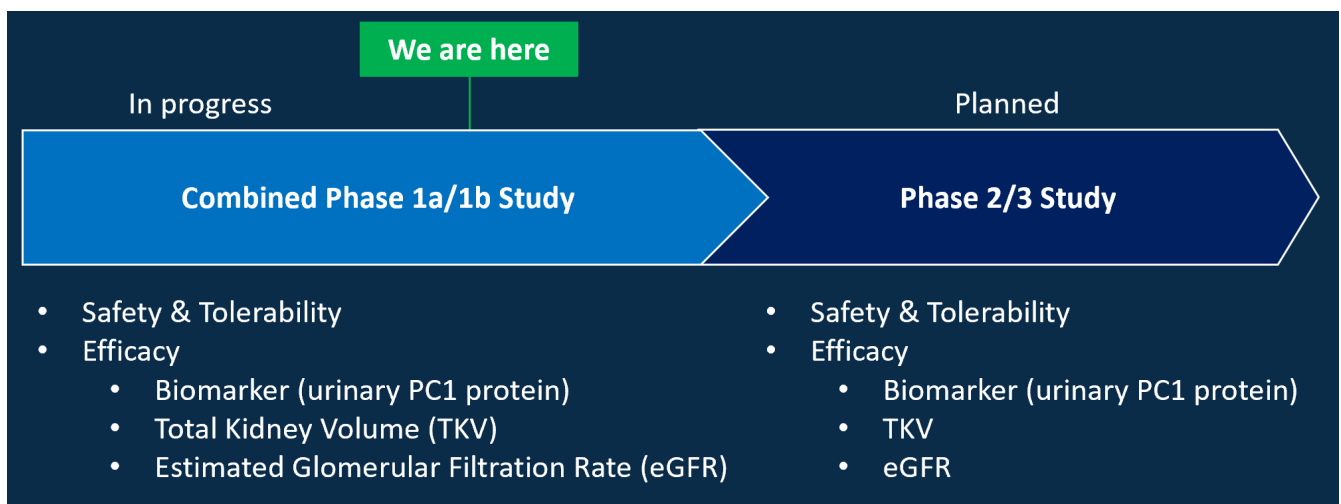 We are here
In progress
Planned
Combined Phase 1a/1b Study
Phase 2/3 Study
• Safety & Tolerability
• Efficacy
• Biomarker (urinary PC1 protein)
• Total Kidney Volume (TKV)
• Estimated Glomerular Filtration Rate (eGFR)
• Safety & Tolerability
• Efficacy
• Biomarker (urinary PC1 protein)
• TKV
• eGFR